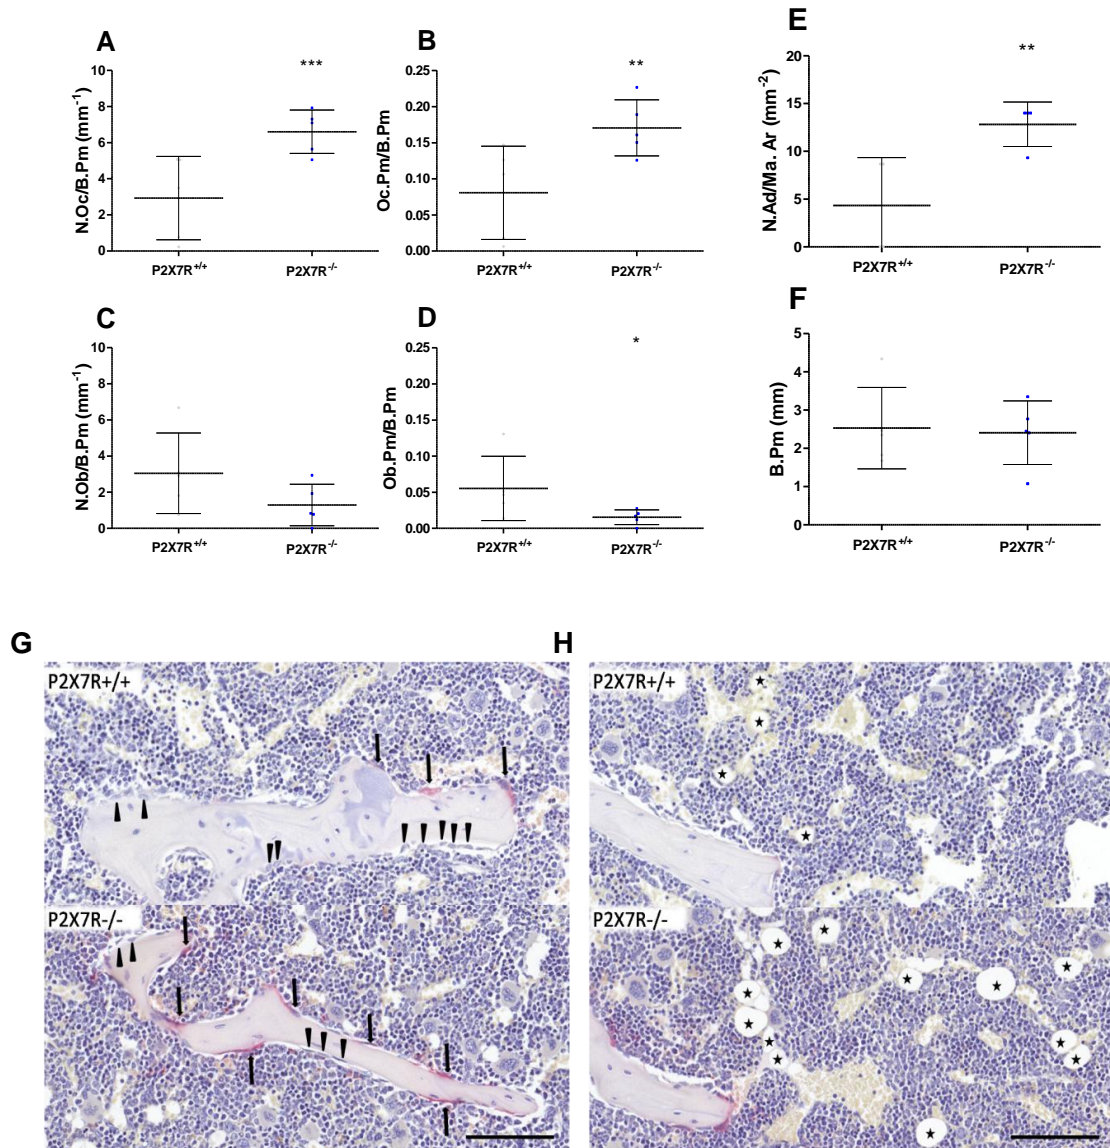 A
***
N.Oc/B.Pm (mm⁻¹)
10
8
6
4
2
0
P2X7R⁺/⁺
P2X7R⁻/⁻
B
**
Oc.Pm/B.Pm
0.25
0.20
0.15
0.10
0.05
0.00
P2X7R⁺/⁺
P2X7R⁻/⁻
E
**
N.Ad/Ma. Ar (mm⁻²)
20
15
10
5
0
P2X7R⁺/⁺
P2X7R⁻/⁻
C
N.Ob/B.Pm (mm⁻¹)
10
8
6
4
2
0
P2X7R⁺/⁺
P2X7R⁻/⁻
D
*
Ob.Pm/B.Pm
0.25
0.20
0.15
0.10
0.05
0.00
P2X7R⁺/⁺
P2X7R⁻/⁻
F
B.Pm (mm)
5
4
3
2
1
0
P2X7R⁺/⁺
P2X7R⁻/⁻
G
P2X7R+/+
P2X7R-/-
H
P2X7R+/+
P2X7R-/-